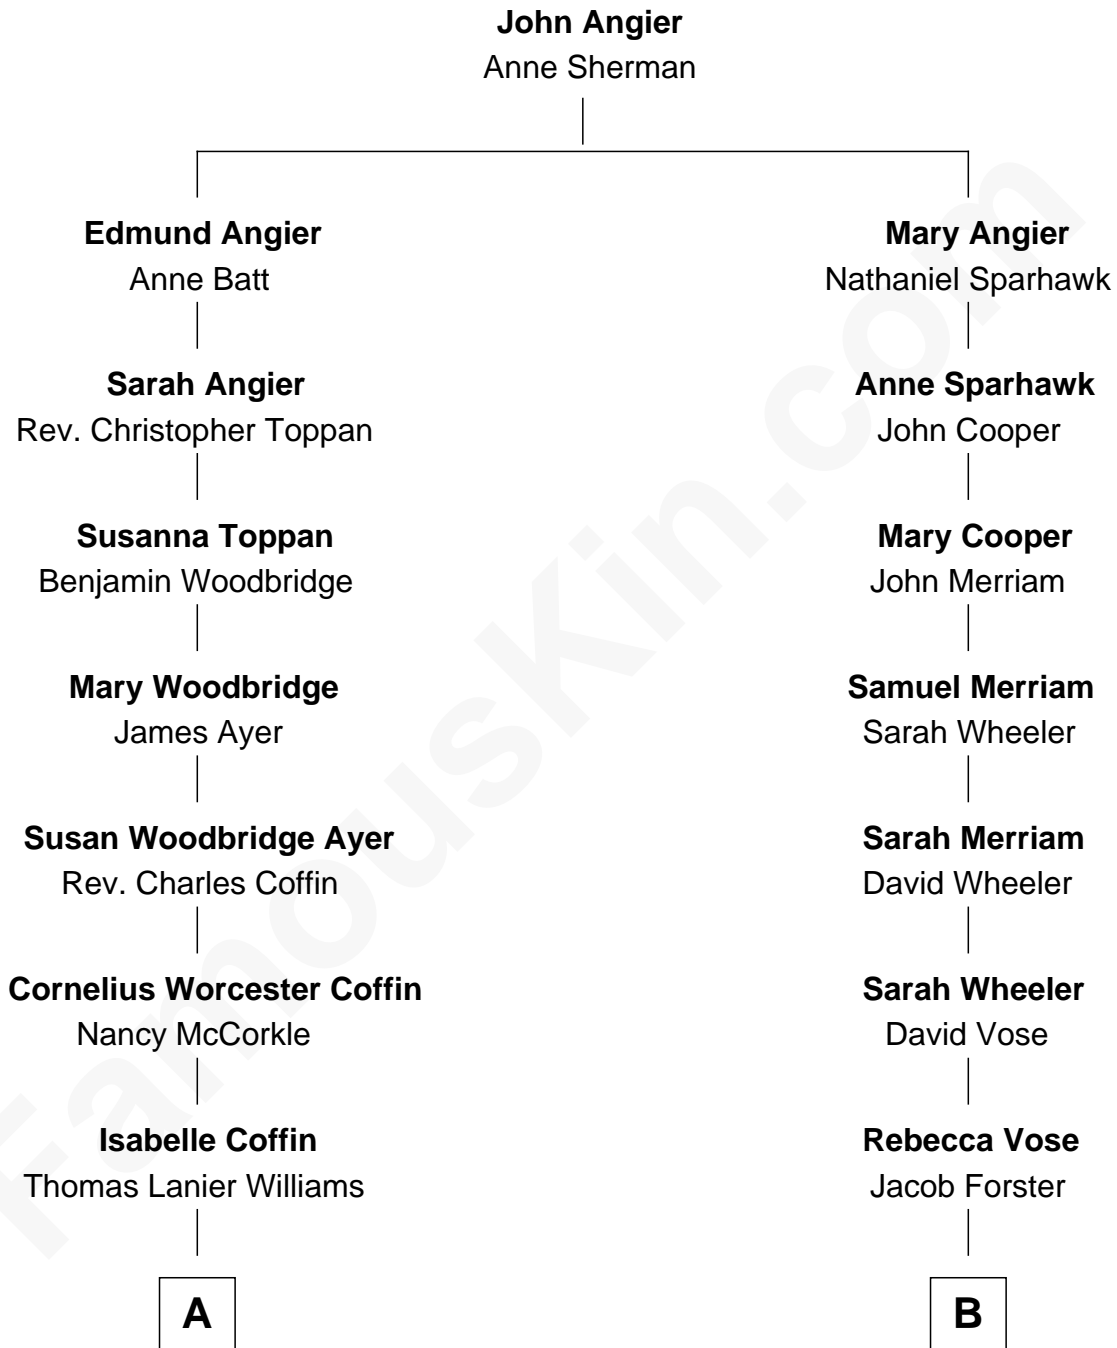 John Angier
Anne Sherman
Edmund Angier
Anne Batt
Mary Angier
Nathaniel Sparhawk
Sarah Angier
Rev. Christopher Toppan
Anne Sparhawk
John Cooper
Susanna Toppan
Benjamin Woodbridge
Mary Cooper
John Merriam
Mary Woodbridge
James Ayer
Samuel Merriam
Sarah Wheeler
Susan Woodbridge Ayer
Rev. Charles Coffin
Sarah Merriam
David Wheeler
Cornelius Worcester Coffin
Nancy McCorkle
Sarah Wheeler
David Vose
Isabelle Coffin
Thomas Lanier Williams
Rebecca Vose
Jacob Forster
A
B
FamousKin.com